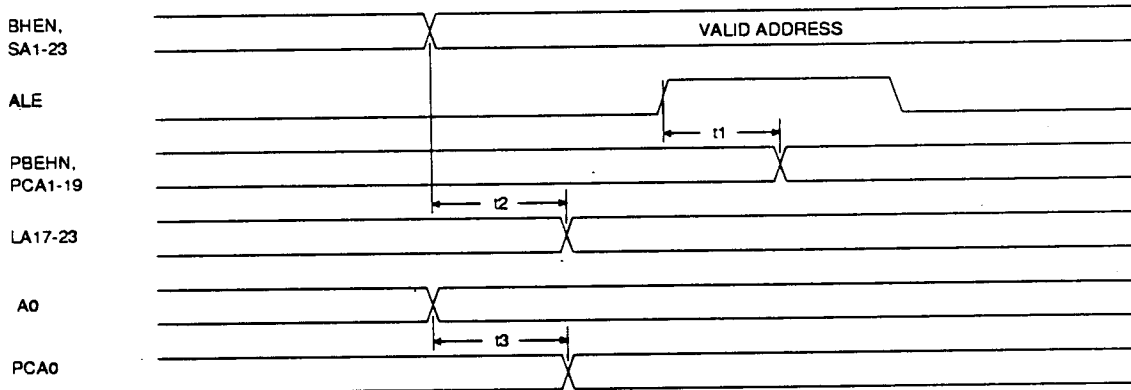 BHEN,
SA1-23
VALID ADDRESS
ALE
t1
PBEHN,
PCA1-19
t2
LA17-23
A0
t3
PCA0